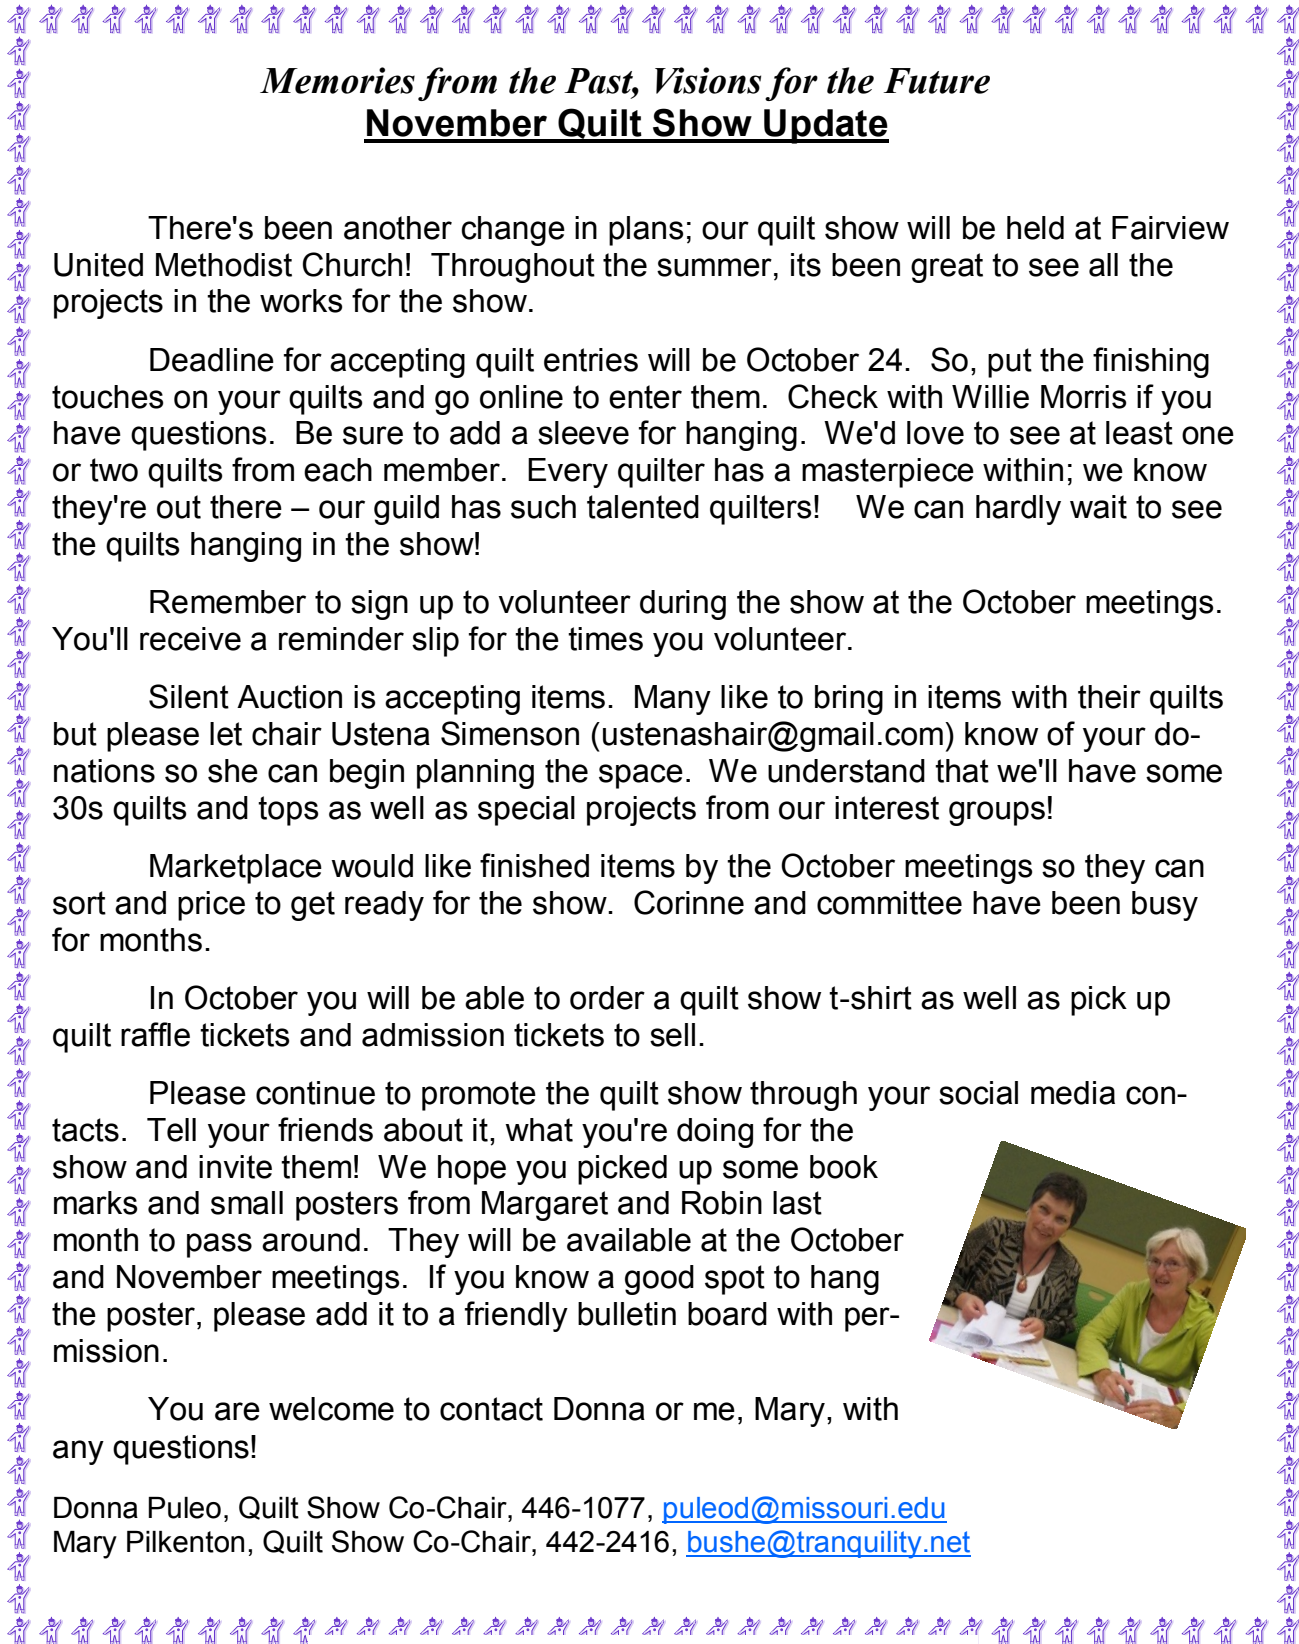 Memories from the Past, Visions for the Future
November Quilt Show Update
There's been another change in plans; our quilt show will be held at Fairview
United Methodist Church!  Throughout the summer, its been great to see all the
projects in the works for the show.
Deadline for accepting quilt entries will be October 24.  So, put the finishing
touches on your quilts and go online to enter them.  Check with Willie Morris if you
have questions.  Be sure to add a sleeve for hanging.  We'd love to see at least one
or two quilts from each member.  Every quilter has a masterpiece within; we know
they're out there – our guild has such talented quilters!   We can hardly wait to see
the quilts hanging in the show!
Remember to sign up to volunteer during the show at the October meetings.
You'll receive a reminder slip for the times you volunteer.
Silent Auction is accepting items.  Many like to bring in items with their quilts
but please let chair Ustena Simenson (ustenashair@gmail.com) know of your do-
nations so she can begin planning the space.  We understand that we'll have some
30s quilts and tops as well as special projects from our interest groups!
Marketplace would like finished items by the October meetings so they can
sort and price to get ready for the show.  Corinne and committee have been busy
for months.
In October you will be able to order a quilt show t-shirt as well as pick up
quilt raffle tickets and admission tickets to sell.
Please continue to promote the quilt show through your social media con-
tacts.  Tell your friends about it, what you're doing for the
show and invite them!  We hope you picked up some book
marks and small posters from Margaret and Robin last
month to pass around.  They will be available at the October
and November meetings.  If you know a good spot to hang
the poster, please add it to a friendly bulletin board with per-
mission.
You are welcome to contact Donna or me, Mary, with
any questions!
Donna Puleo, Quilt Show Co-Chair, 446-1077, puleod@missouri.edu
Mary Pilkenton, Quilt Show Co-Chair, 442-2416, bushe@tranquility.net